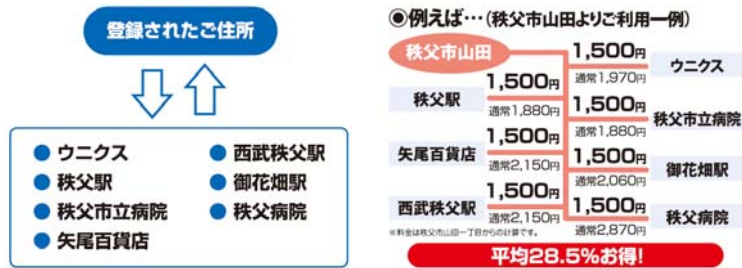 登録されたご住所
ウニクス
西武秩父駅
秩父駅
御花畑駅
秩父市立病院
秩父病院
矢尾百貨店
◉例えば…(秩父市山田よりご利用一例)
秩父市山田
1,500円
通常1,970円
ウニクス
秩父駅
1,500円
通常1,880円
1,500円
通常1,880円
秩父市立病院
矢尾百貨店
1,500円
通常2,150円
1,500円
通常2,060円
御花畑駅
西武秩父駅
1,500円
通常2,150円
1,500円
通常2,870円
秩父病院
※料金は秩父市山田一丁目からの計算です。
平均28.5%お得!